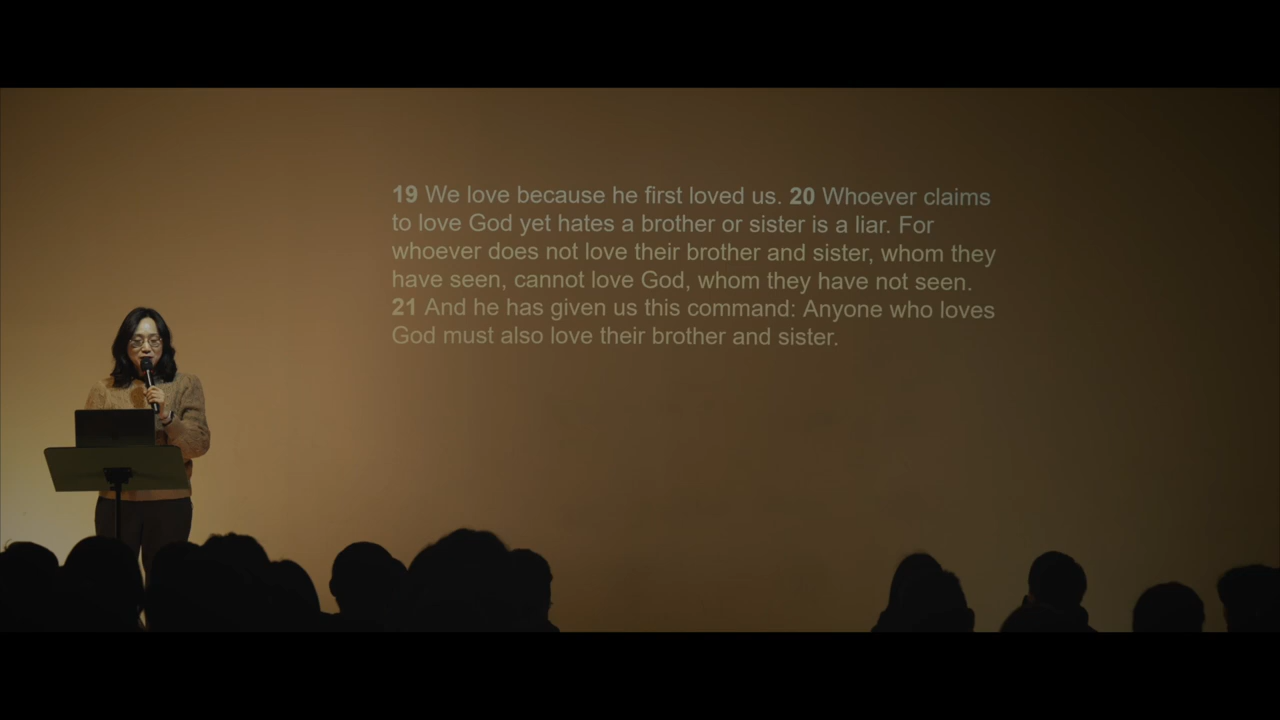 19 We love because he first loved us. 20 Whoever claims
to love God yet hates a brother or sister is a liar. For
whoever does not love their brother and sister, whom they
have seen, cannot love God, whom they have not seen.
21 And he has given us this command: Anyone who loves
God must also love their brother and sister.